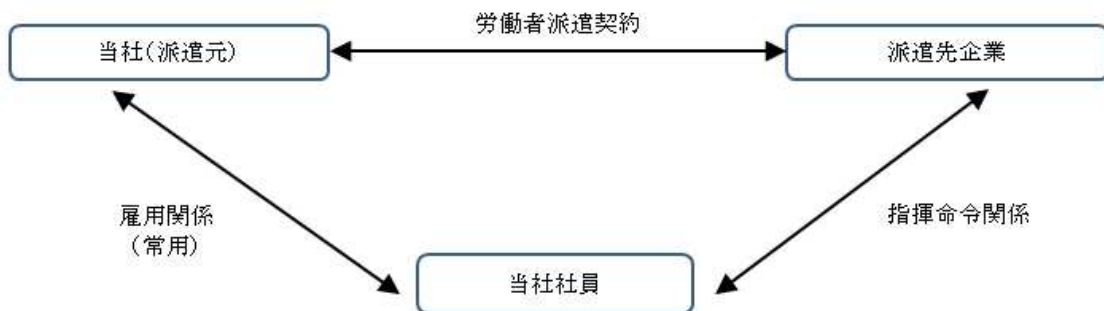 労働者派遣契約
当社(派遣元)
派遣先企業
雇用関係
(常用)
指揮命令関係
当社社員